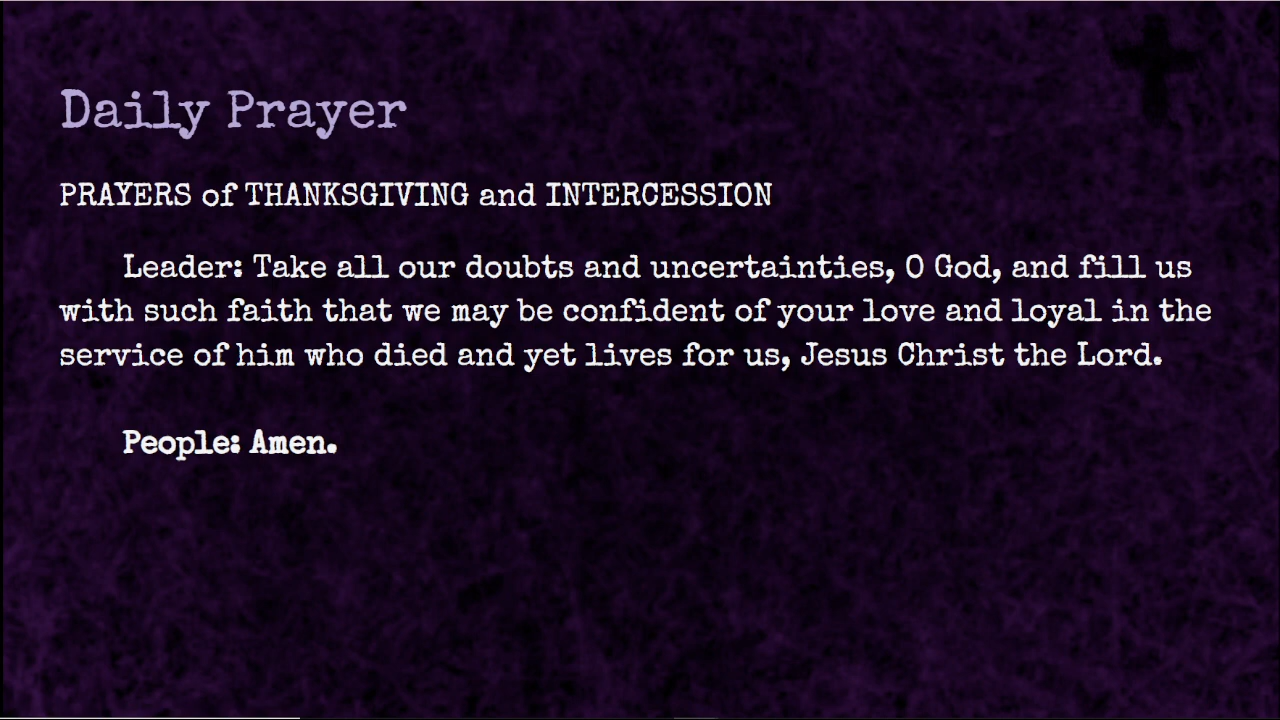 Daily Prayer
PRAYERS of THANKSGIVING and INTERCESSION
Leader: Take all our doubts and uncertainties, O God, and fill us
with such faith that we may be confident of your love and loyal in the
service of him who died and yet lives for us, Jesus Christ the Lord.
People: Amen.